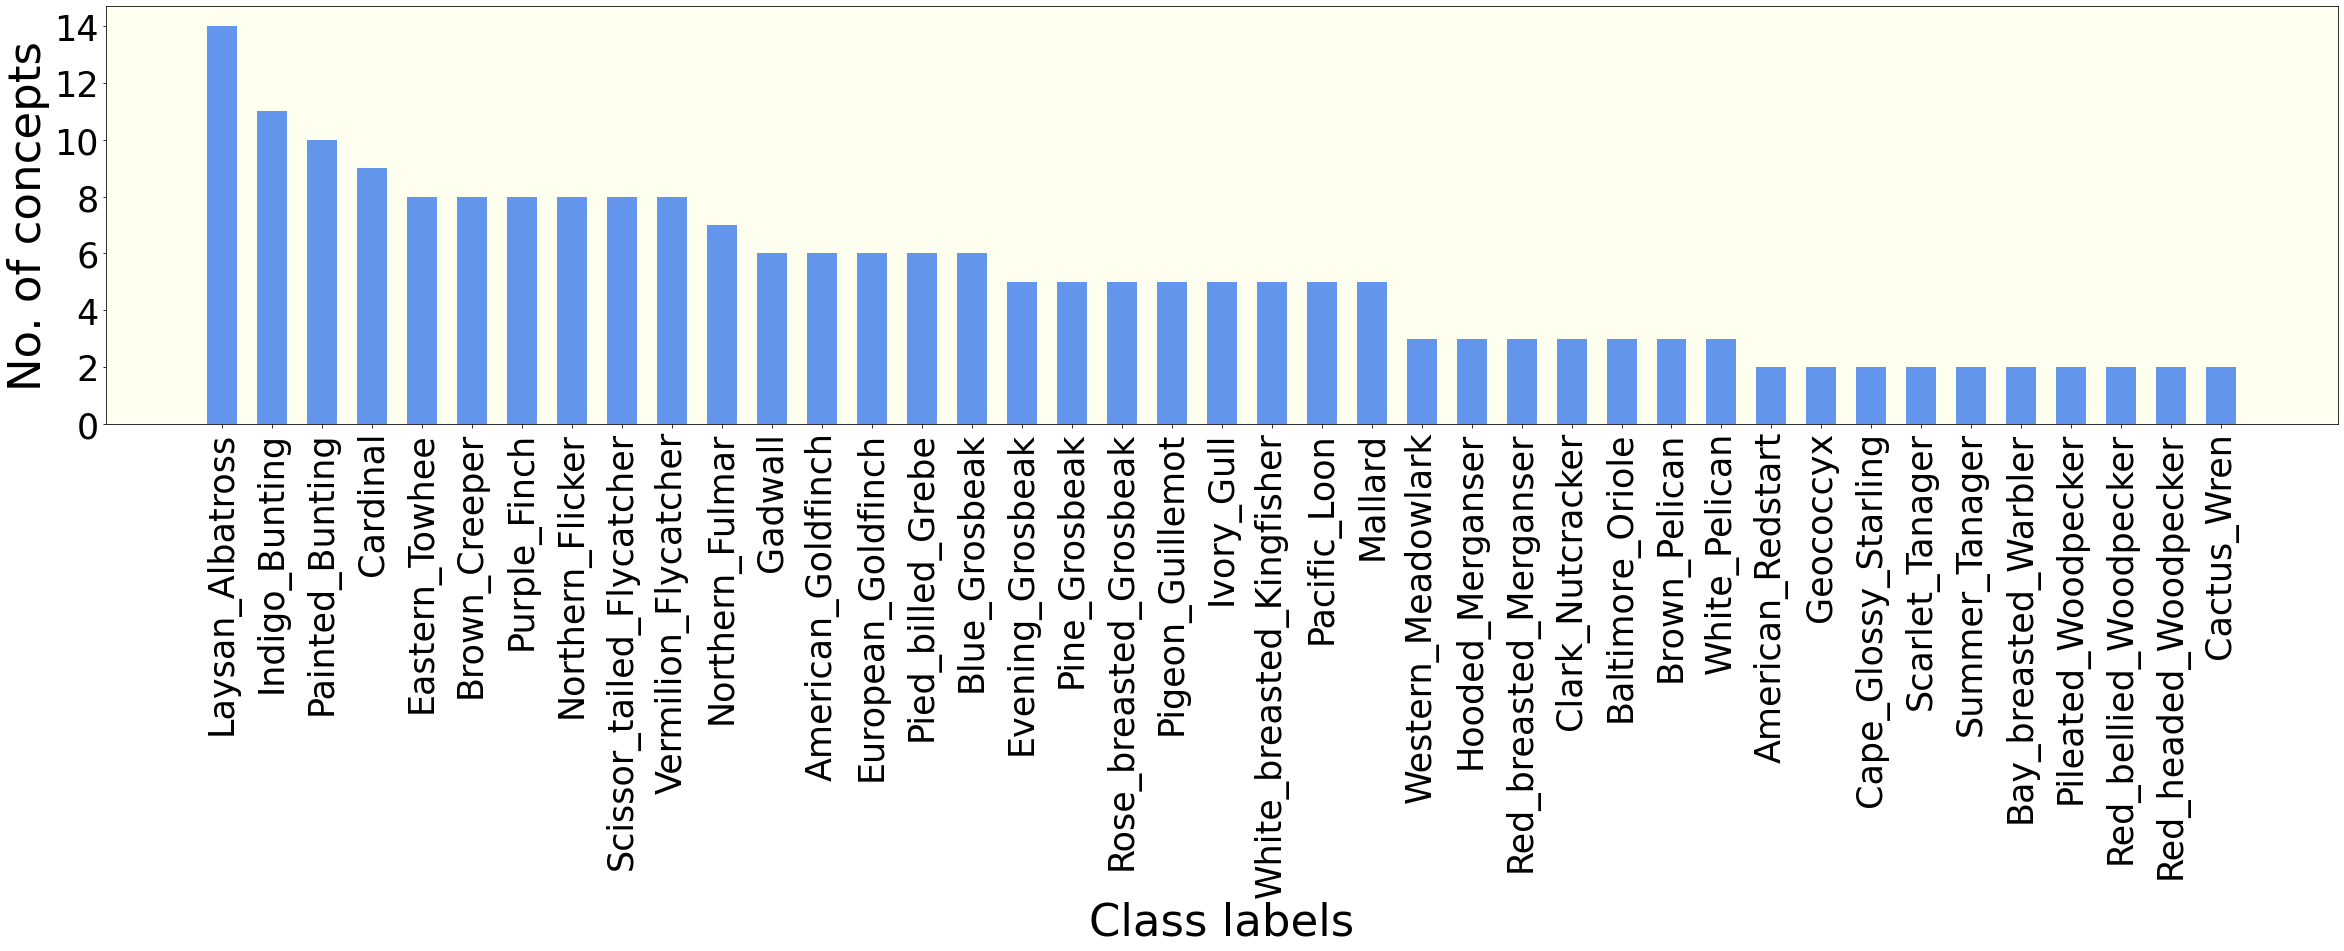 No. of concepts
14
12
10
8
6
4
2
0
Laysan_Albatross
Indigo_Bunting
Painted_Bunting
Cardinal
Eastern_Towhee
Brown_Creeper
Purple_Finch
Northern_Flicker
Scissor_tailed_Flycatcher
Vermilion_Flycatcher
Northern_Fulmar
Gadwall
American_Goldfinch
European_Goldfinch
Pied_billed_Grebe
Blue_Grosbeak
Evening_Grosbeak
Pine_Grosbeak
Rose_breasted_Grosbeak
Pigeon_Guillemot
Ivory_Gull
White_breasted_Kingfisher
Pacific_Loon
Mallard
Western_Meadowlark
Hooded_Merganser
Red_breasted_Merganser
Clark_Nutcracker
Baltimore_Oriole
Brown_Pelican
White_Pelican
American_Redstart
Geococcyx
Cape_Glossy_Starling
Scarlet_Tanager
Summer_Tanager
Bay_breasted_Warbler
Pileated_Woodpecker
Red_bellied_Woodpecker
Red_headed_Woodpecker
Cactus_Wren
Class labels